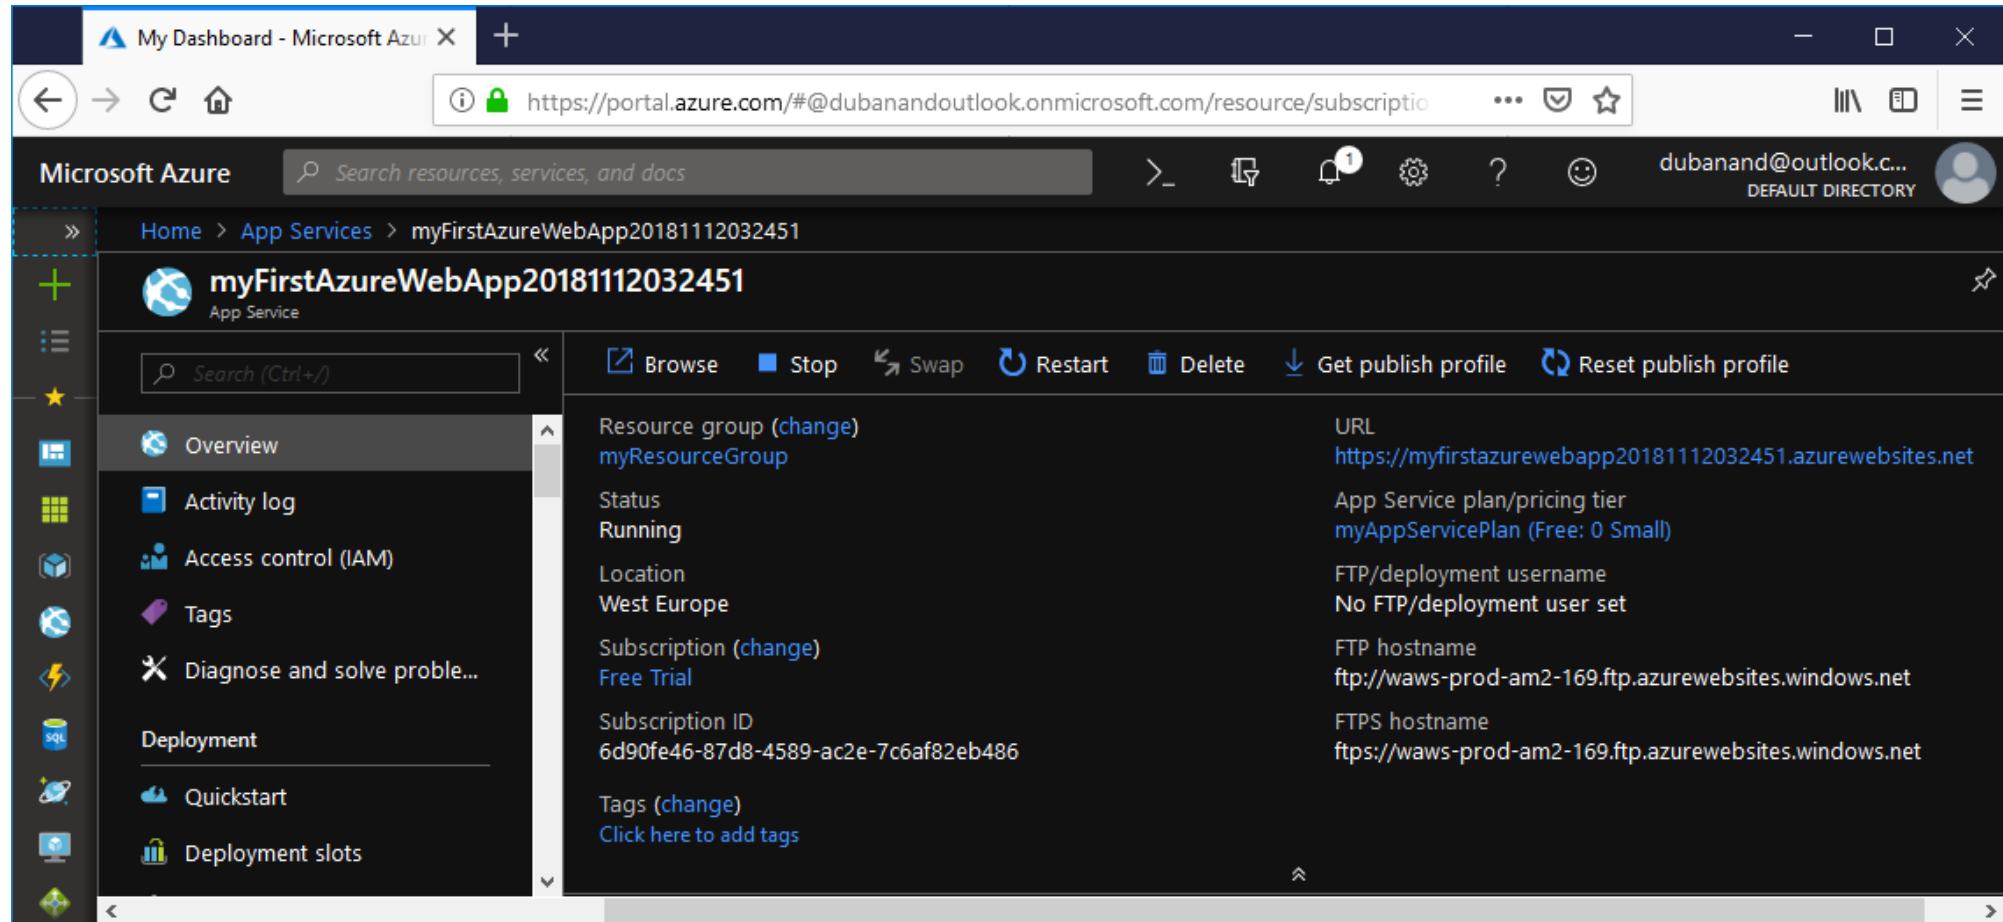 My Dashboard - Microsoft Azur
https://portal.azure.com/#@dubanandoutlook.onmicrosoft.com/resource/subscriptio
Microsoft Azure
Search resources, services, and docs
1
dubanand@outlook.c...
DEFAULT DIRECTORY
Home > App Services > myFirstAzureWebApp20181112032451
myFirstAzureWebApp20181112032451
App Service
Search (Ctrl+/)
Browse Stop Swap Restart Delete Get publish profile Reset publish profile
Overview
Activity log
Access control (IAM)
Tags
Diagnose and solve proble...
Deployment
Quickstart
Deployment slots
SQL
Resource group (change)
myResourceGroup
Status
Running
Location
West Europe
Subscription (change)
Free Trial
Subscription ID
6d90fe46-87d8-4589-ac2e-7c6af82eb486
Tags (change)
Click here to add tags
URL
https://myfirstazurewebapp20181112032451.azurewebsites.net
App Service plan/pricing tier
myAppServicePlan (Free: 0 Small)
FTP/deployment username
No FTP/deployment user set
FTP hostname
ftp://waws-prod-am2-169.ftp.azurewebsites.windows.net
FTPS hostname
ftps://waws-prod-am2-169.ftp.azurewebsites.windows.net